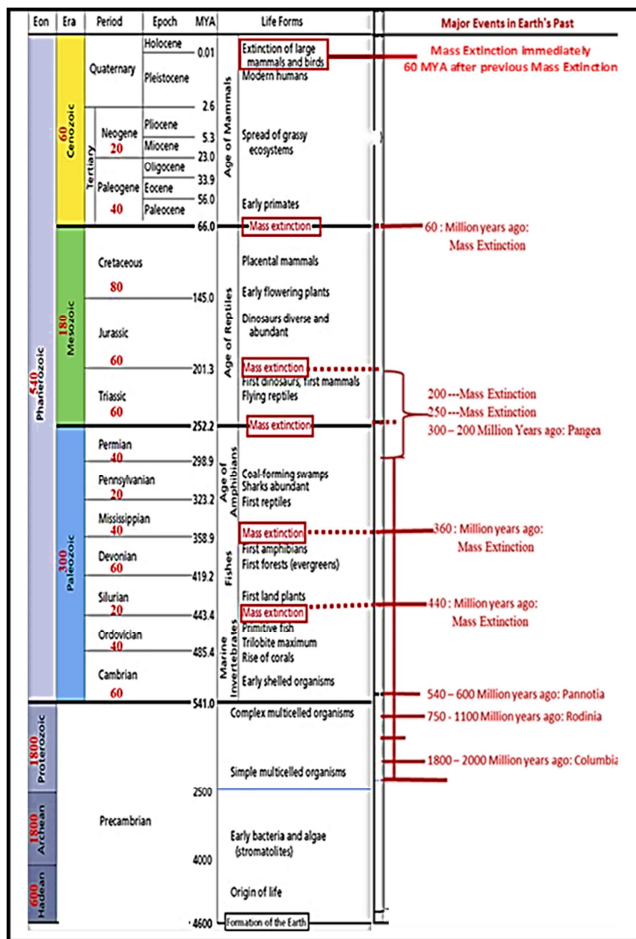 Eon Era Period Epoch MYA Life Forms Major Events in Earth's Past
Holocene
0.01
Extinction of large
mammals and birds
Mass Extinction immediately
60 MYA after previous Mass Extinction
Quaternary
Pleistocene
Modern humans
2.6
60
Cenozoic
Tertiary
Neogene
20
Pliocene
5.3
Miocene
23.0
Spread of grassy
ecosystems
Age of Mammals
Paleogene
40
Oligocene
33.9
Eocene
56.0
Paleocene
Early primates
66.0
Mass extinction
60 : Million years ago:
Mass Extinction
180
Mesozoic
Cretaceous
80
Placental mammals
145.0
Early flowering plants
Age of Reptiles
Jurassic
60
Dinosaurs diverse and
abundant
201.3
Mass extinction
Triassic
60
First dinosaurs, first mammals
Flying reptiles
200 ---Mass Extinction
250---Mass Extinction
300 – 200 Million Years ago: Pangea
252.2
Mass extinction
540
Phanerozoic
300
Paleozoic
Permian
40
298.9
Age of
Amphibians
Pennsylvanian
20
Coal-forming swamps
Sharks abundant
323.2
First reptiles
Mississippian
40
358.9
Mass extinction
360 : Million years ago:
Mass Extinction
Devonian
60
First amphibians
First forests (evergreens)
Fishes
419.2
Silurian
20
First land plants
443.4
Mass extinction
440 : Million years ago:
Mass Extinction
Ordovician
40
Primitive fish
Trilobite maximum
485.4
Rise of corals
Marine
Invertebrates
Cambrian
60
Early shelled organisms
540 – 600 Million years ago: Pannotia
541.0
Complex multicelled organisms
750 - 1100 Million years ago: Rodinia
1800
Proterozoic
1800 – 2000 Million years ago: Columbia
Simple multicelled organisms
2500
Precambrian
1800
Archean
Early bacteria and algae
(stromatolites)
4000
600
Hadean
Origin of life
4600
Formation of the Earth